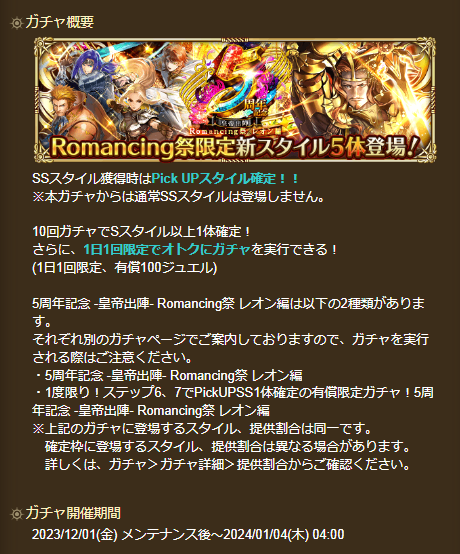 ガチャ概要
5周年記念
-皇帝出陣-
Romancing祭 レオン編
Romancing祭限定新スタイル5体登場!
SSスタイル獲得時はPick UPスタイル確定！！
※本ガチャからは通常SSスタイルは登場しません。
10回ガチャでSスタイル以上1体確定！
さらに、1日1回限定でオトクにガチャを実行できる！
(1日1回限定、有償100ジュエル)
5周年記念 -皇帝出陣- Romancing祭 レオン編は以下の2種類がありま
す。
それぞれ別のガチャページでご案内しておりますので、ガチャを実行
される際はご注意ください。
・5周年記念 -皇帝出陣- Romancing祭 レオン編
・1度限り！ステップ6、7でPickUPSS1体確定の有償限定ガチャ！5周
年記念 -皇帝出陣- Romancing祭 レオン編
※上記のガチャに登場するスタイル、提供割合は同一です。
確定枠に登場するスタイル、提供割合は異なる場合があります。
詳しくは、ガチャ＞ガチャ詳細＞提供割合からご確認ください。
ガチャ開催期間
2023/12/01(金) メンテナンス後～2024/01/04(木) 04:00